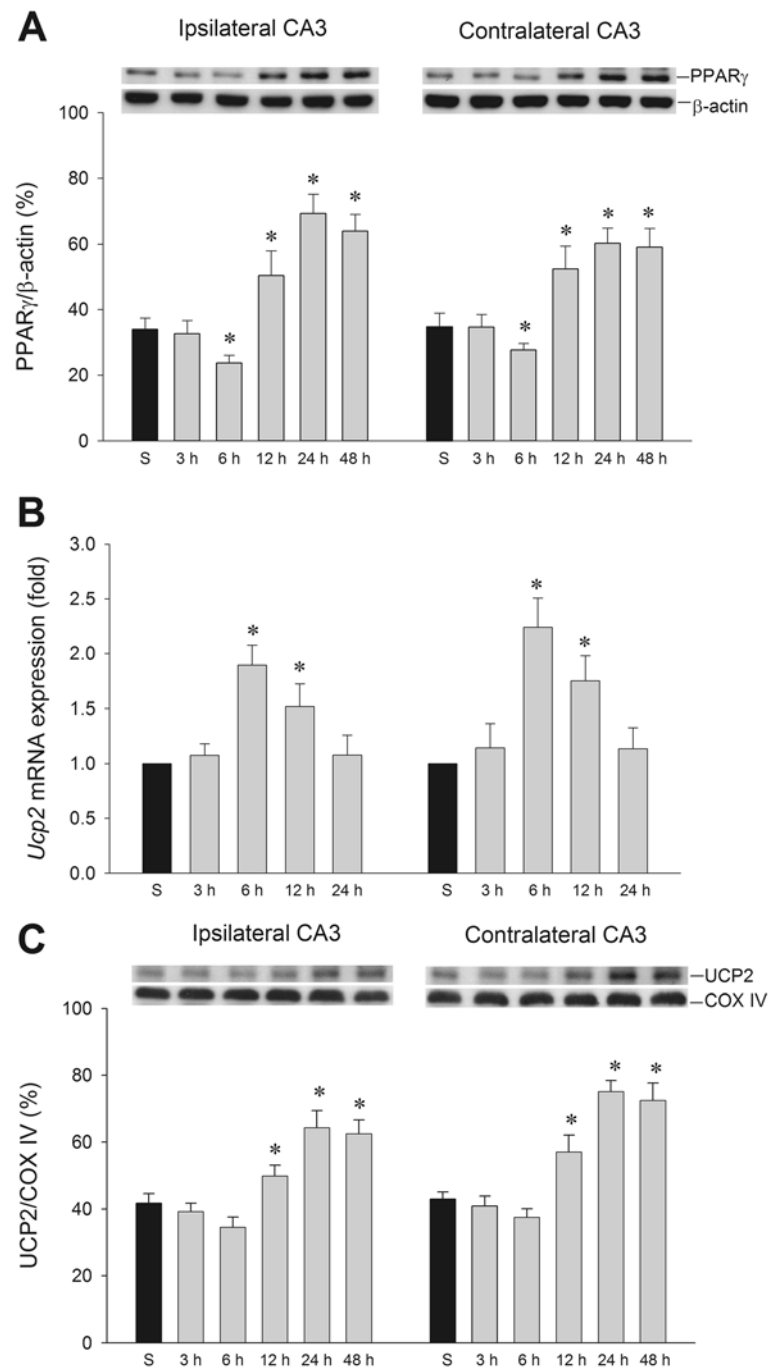 A
Ipsilateral CA3
Contralateral CA3
PPARγ
β-actin
PPARγ/β-actin (%)
100
80
60
40
20
0
* * * *
* * * *
S 3 h 6 h 12 h 24 h 48 h
S 3 h 6 h 12 h 24 h 48 h
B
Ucp2 mRNA expression (fold)
3.0
2.5
2.0
1.5
1.0
0.5
0.0
* *
* *
S 3 h 6 h 12 h 24 h
S 3 h 6 h 12 h 24 h
C
Ipsilateral CA3
Contralateral CA3
UCP2
COX IV
UCP2/COX IV (%)
100
80
60
40
20
0
* * *
* * *
S 3 h 6 h 12 h 24 h 48 h
S 3 h 6 h 12 h 24 h 48 h